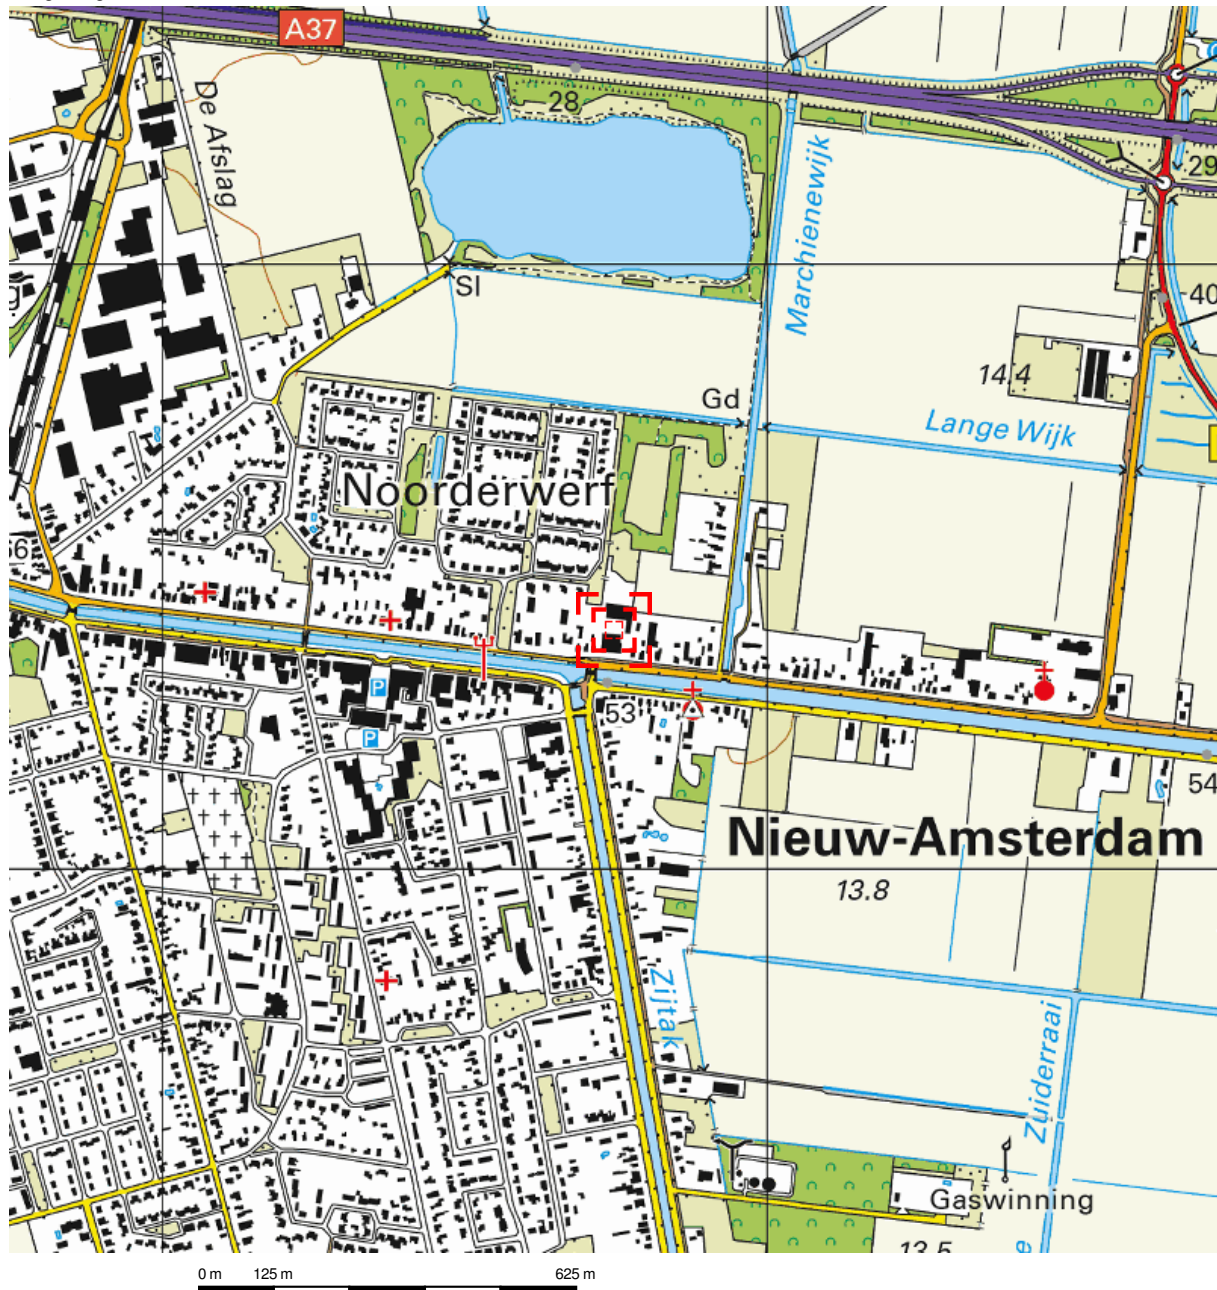 A37
De Afslag
28
29
Marchienewijk
Sl
40
14.4
Gd
Lange Wijk
Noorderwerf
6
P
53
P
54
Nieuw-Amsterdam
13.8
Zijtak
Zuiderraai
Gaswinning
13.5
e
0 m 125 m 625 m